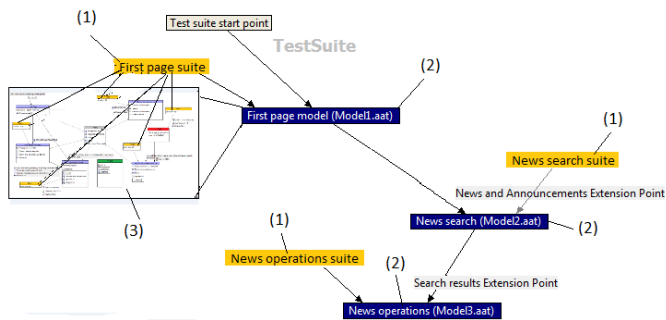 (1)
Test suite start point
TestSuite
First page suite
(2)
First page model (Model1.aat)
(1)
News search suite
News and Announcements Extension Point
(3)
(1)
News search (Model2.aat)
(2)
News operations suite
(2)
Search results Extension Point
News operations (Model3.aat)